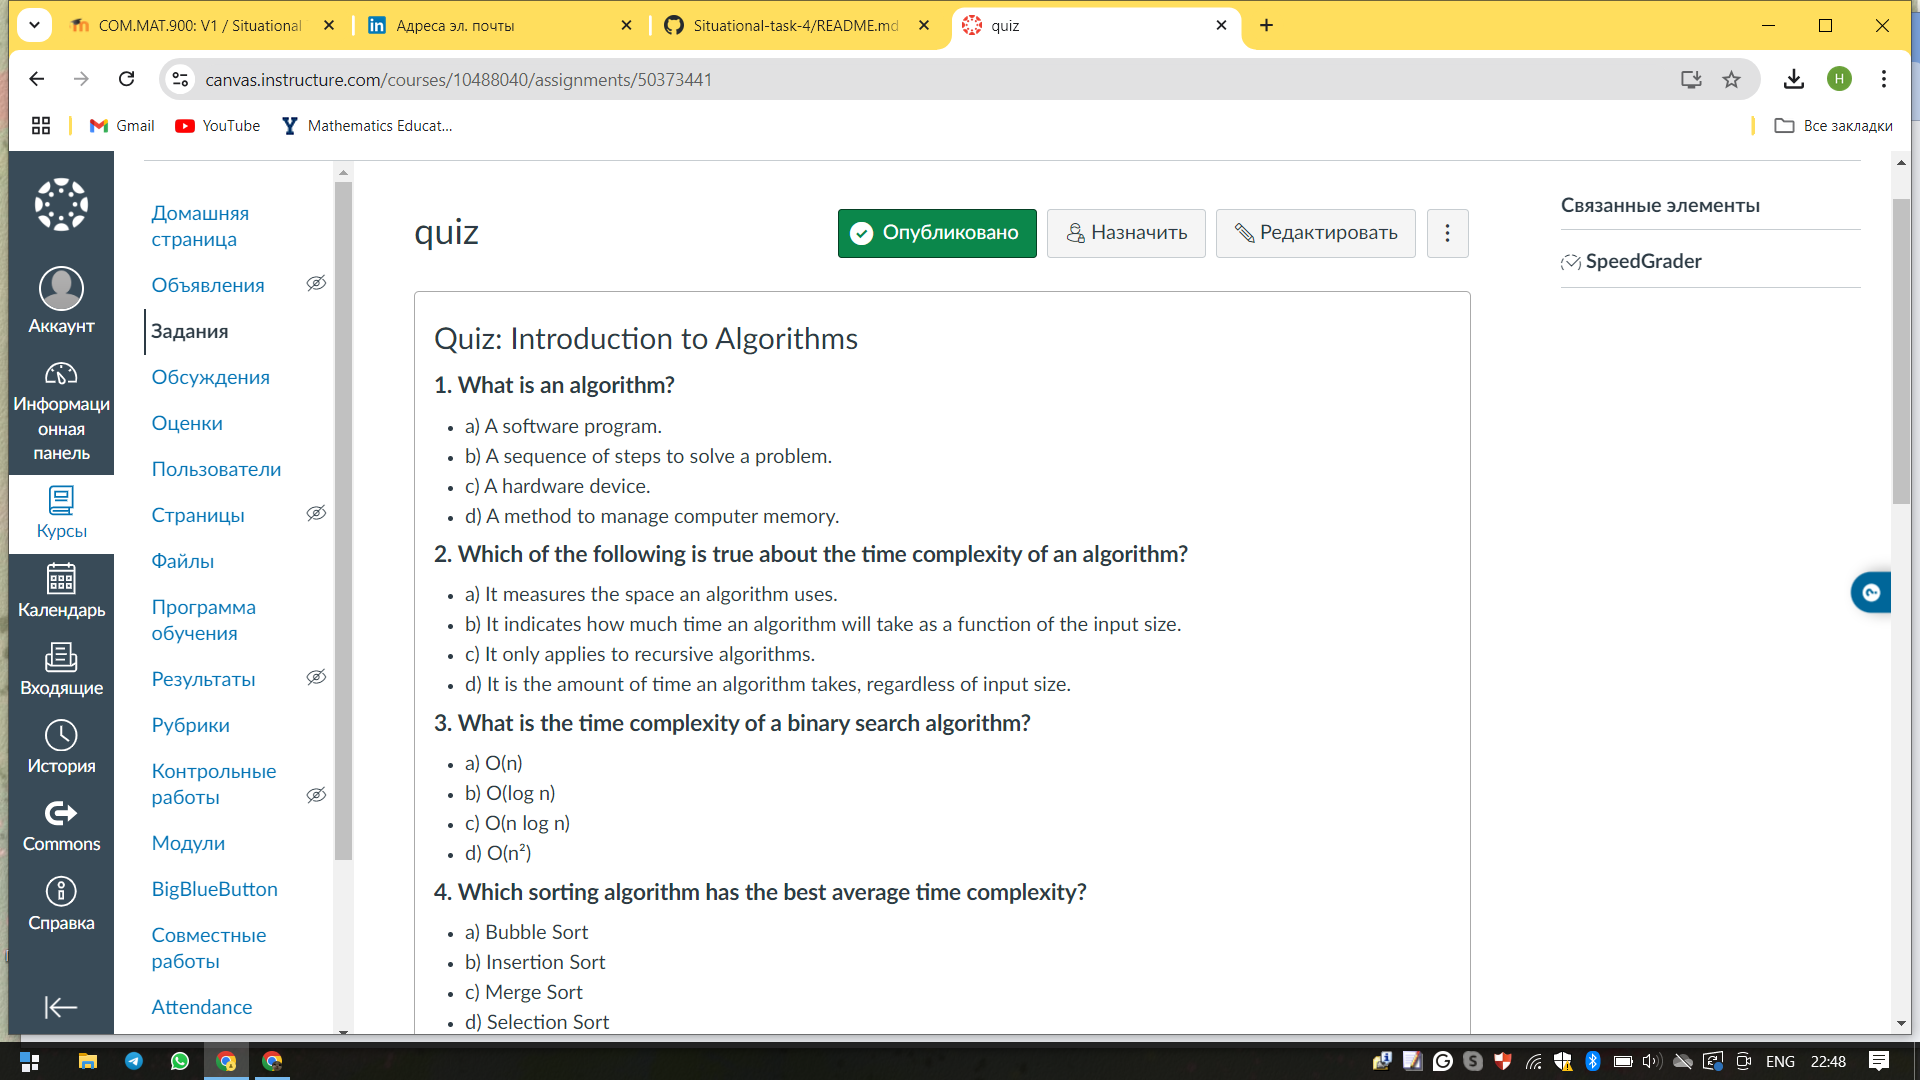 COM.MAT.900: V1 / Situational
Адреса эл. почты
Situational-task-4/README.md
quiz
canvas.instructure.com/courses/10488040/assignments/50373441
H
Gmail
YouTube
Mathematics Educat...
Все закладки
Аккаунт
Информаци
онная
панель
Курсы
Календарь
Входящие
История
Commons
Справка
Домашняя
страница
Объявления
Задания
Обсуждения
Оценки
Пользователи
Страницы
Файлы
Программа
обучения
Результаты
Рубрики
Контрольные
работы
Модули
BigBlueButton
Совместные
работы
Attendance
quiz
Опубликовано
Назначить
Редактировать
Связанные элементы
SpeedGrader
Quiz: Introduction to Algorithms
1. What is an algorithm?
a) A software program.
b) A sequence of steps to solve a problem.
c) A hardware device.
d) A method to manage computer memory.
2. Which of the following is true about the time complexity of an algorithm?
a) It measures the space an algorithm uses.
b) It indicates how much time an algorithm will take as a function of the input size.
c) It only applies to recursive algorithms.
d) It is the amount of time an algorithm takes, regardless of input size.
3. What is the time complexity of a binary search algorithm?
a) O(n)
b) O(log n)
c) O(n log n)
d) O(n²)
4. Which sorting algorithm has the best average time complexity?
a) Bubble Sort
b) Insertion Sort
c) Merge Sort
d) Selection Sort
ENG
22:48